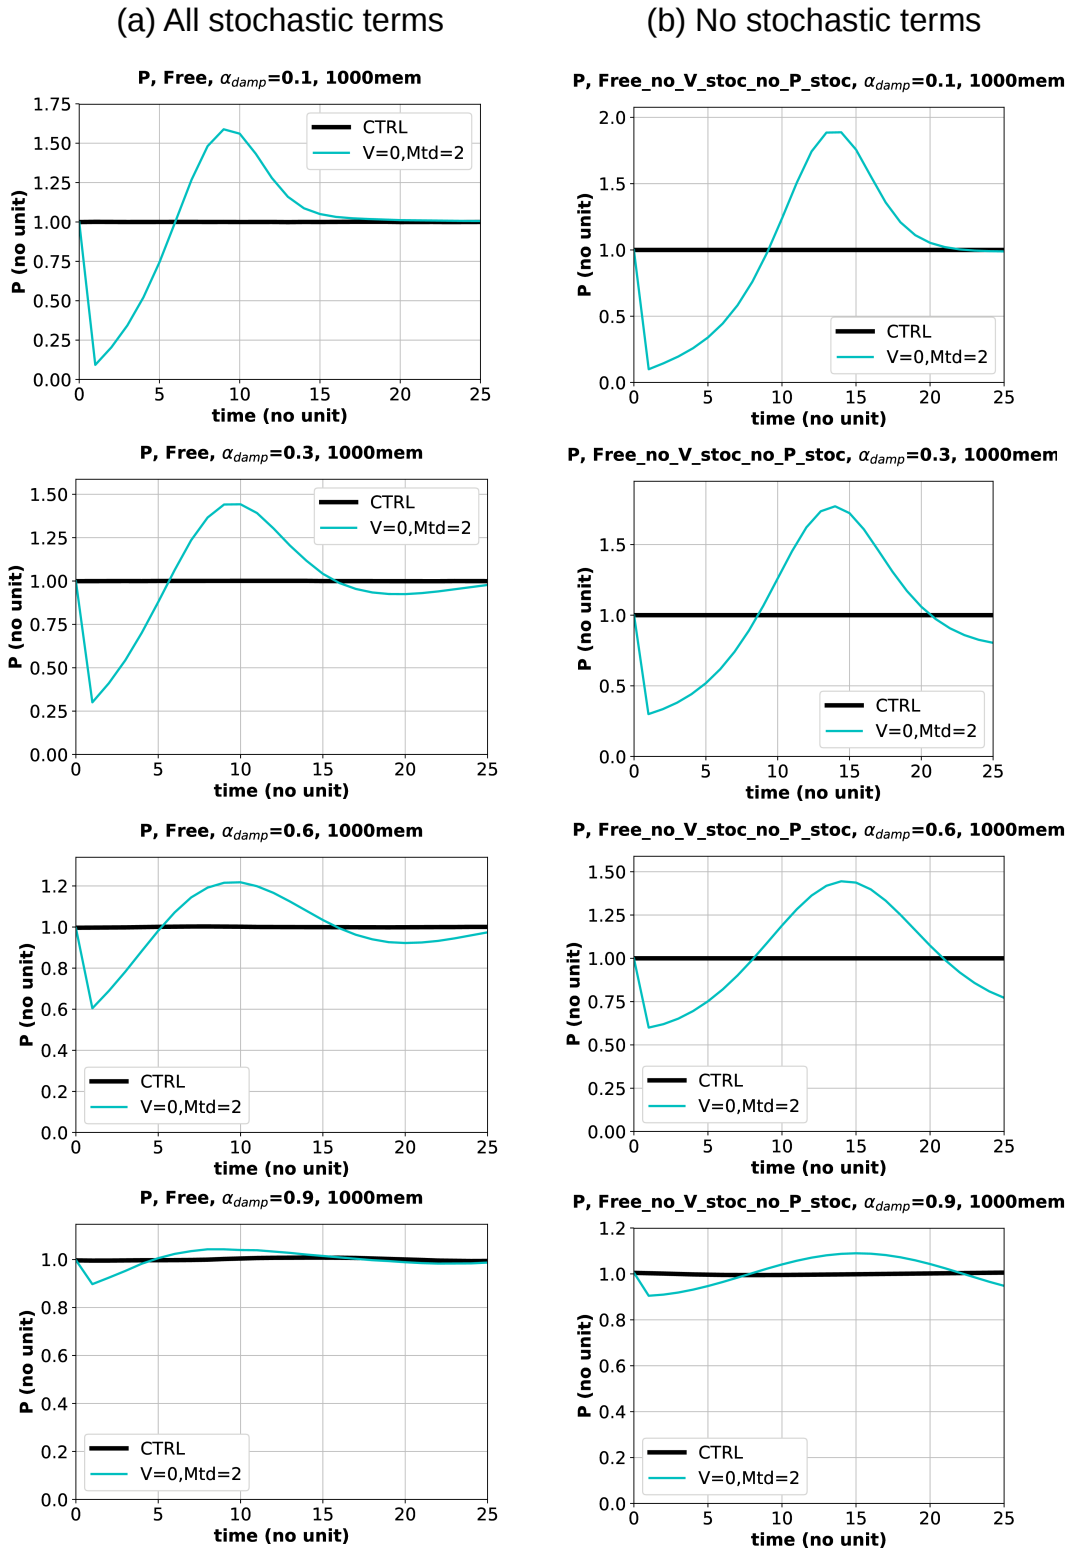 (a) All stochastic terms
(b) No stochastic terms
P, Free, α_damp=0.1, 1000mem
1.75
1.50
1.25
1.00
0.75
0.50
0.25
0.00
P (no unit)
CTRL
V=0,Mtd=2
0 5 10 15 20 25
time (no unit)
P, Free_no_V_stoc_no_P_stoc, α_damp=0.1, 1000mem
2.0
1.5
1.0
0.5
0.0
P (no unit)
CTRL
V=0,Mtd=2
0 5 10 15 20 25
time (no unit)
P, Free, α_damp=0.3, 1000mem
1.50
1.25
1.00
0.75
0.50
0.25
0.00
P (no unit)
CTRL
V=0,Mtd=2
0 5 10 15 20 25
time (no unit)
P, Free_no_V_stoc_no_P_stoc, α_damp=0.3, 1000mem
1.5
1.0
0.5
0.0
P (no unit)
CTRL
V=0,Mtd=2
0 5 10 15 20 25
time (no unit)
P, Free, α_damp=0.6, 1000mem
1.2
1.0
0.8
0.6
0.4
0.2
0.0
P (no unit)
CTRL
V=0,Mtd=2
0 5 10 15 20 25
time (no unit)
P, Free_no_V_stoc_no_P_stoc, α_damp=0.6, 1000mem
1.50
1.25
1.00
0.75
0.50
0.25
0.00
P (no unit)
CTRL
V=0,Mtd=2
0 5 10 15 20 25
time (no unit)
P, Free, α_damp=0.9, 1000mem
1.0
0.8
0.6
0.4
0.2
0.0
P (no unit)
CTRL
V=0,Mtd=2
0 5 10 15 20 25
time (no unit)
P, Free_no_V_stoc_no_P_stoc, α_damp=0.9, 1000mem
1.2
1.0
0.8
0.6
0.4
0.2
0.0
P (no unit)
CTRL
V=0,Mtd=2
0 5 10 15 20 25
time (no unit)